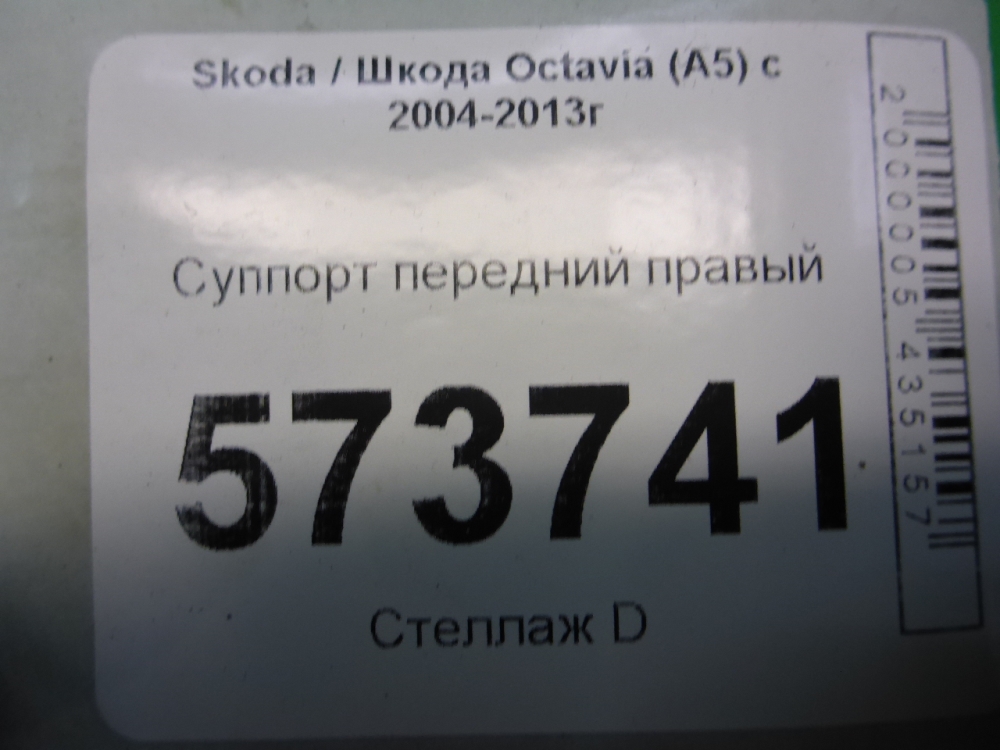 Skoda / Шкода Octavia (A5) с
2004-2013г
Суппорт передний правый
573741
Стеллаж D
2000005435157